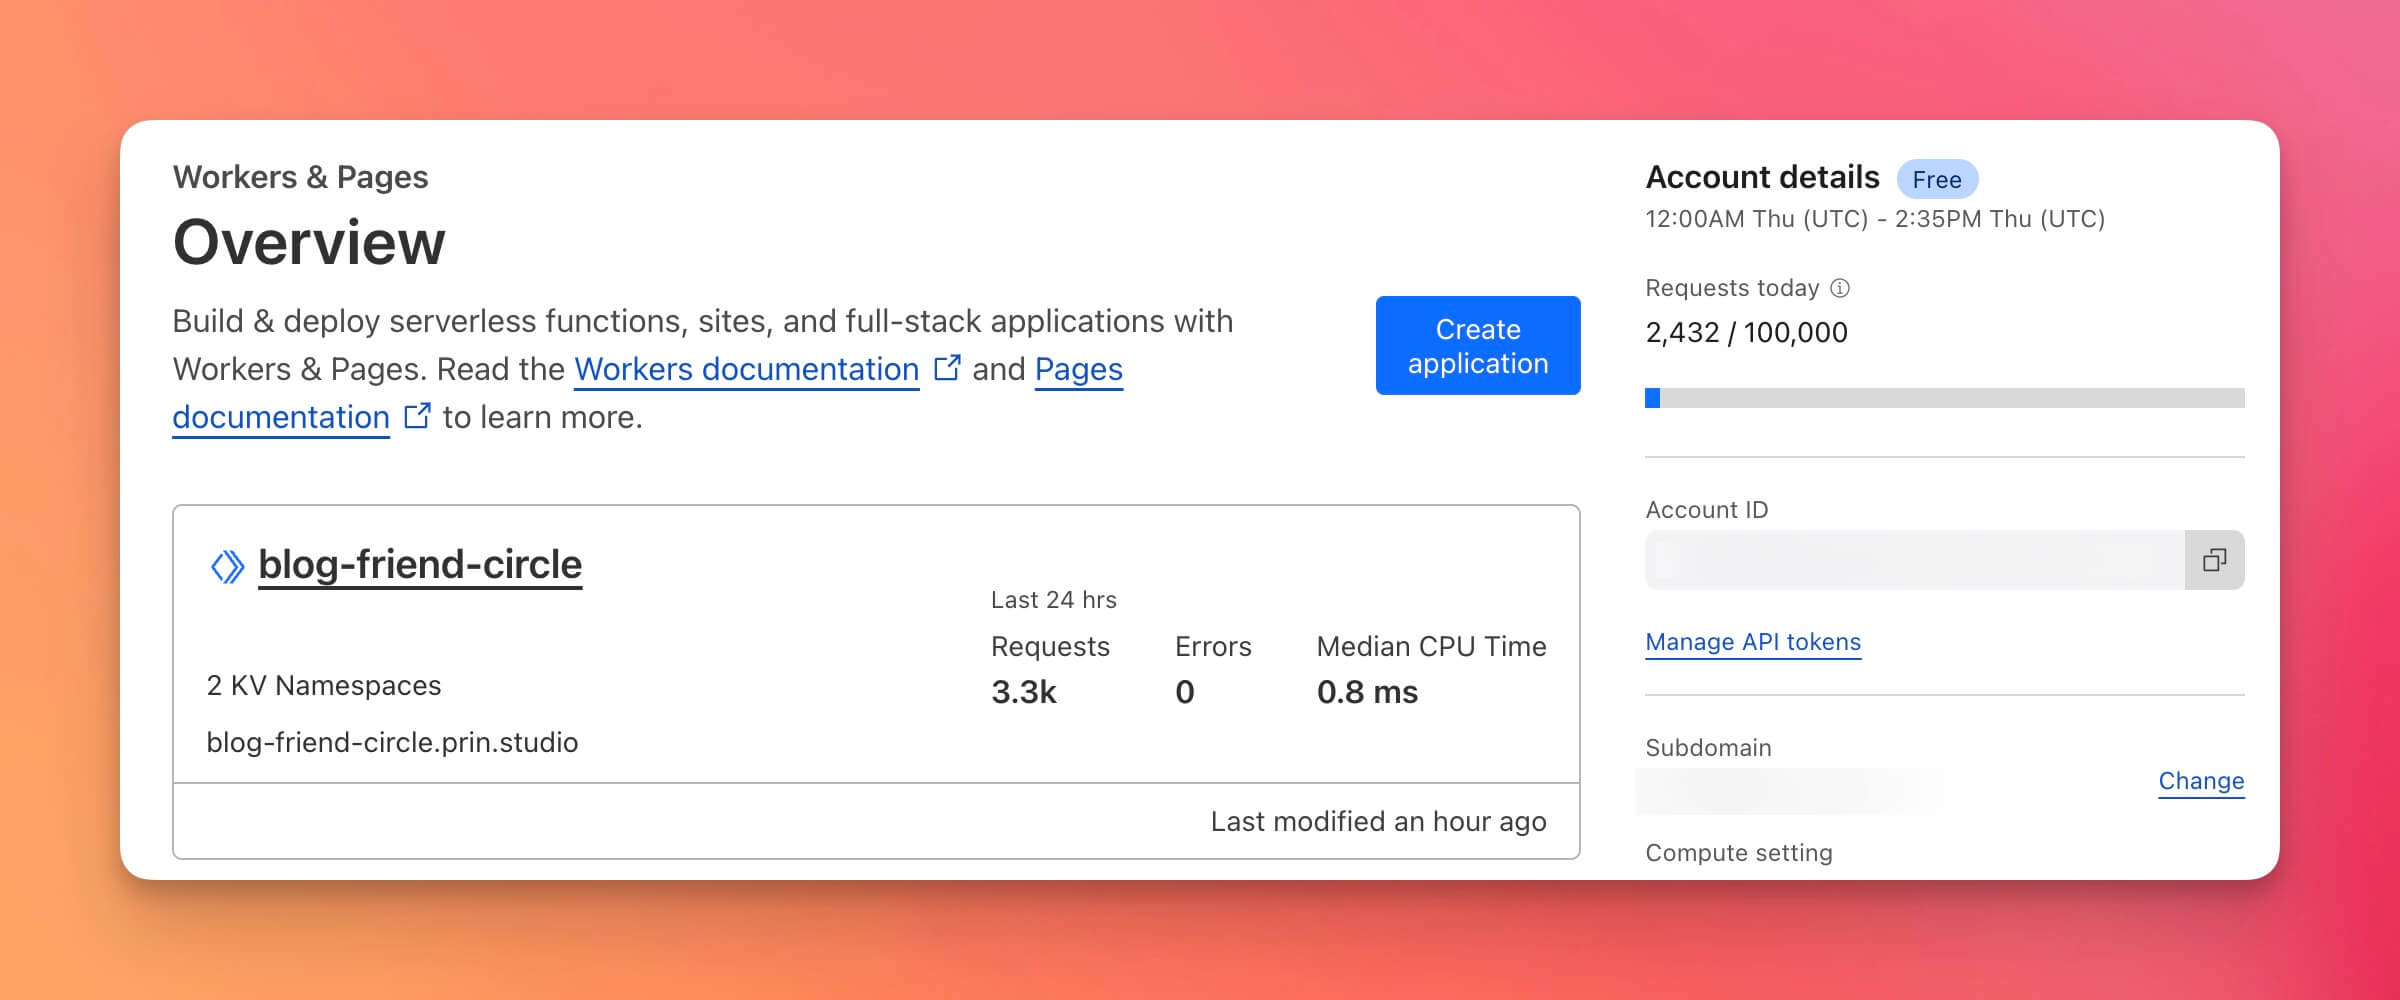 Workers & Pages
Overview
Build & deploy serverless functions, sites, and full-stack applications with
Workers & Pages. Read the Workers documentation and Pages
documentation to learn more.
Create
application
blog-friend-circle
2 KV Namespaces
blog-friend-circle.prin.studio
Last 24 hrs
Requests Errors Median CPU Time
3.3k 0 0.8 ms
Last modified an hour ago
Account details Free
12:00AM Thu (UTC) - 2:35PM Thu (UTC)
Requests today
2,432 / 100,000
Account ID
Manage API tokens
Subdomain
Change
Compute setting